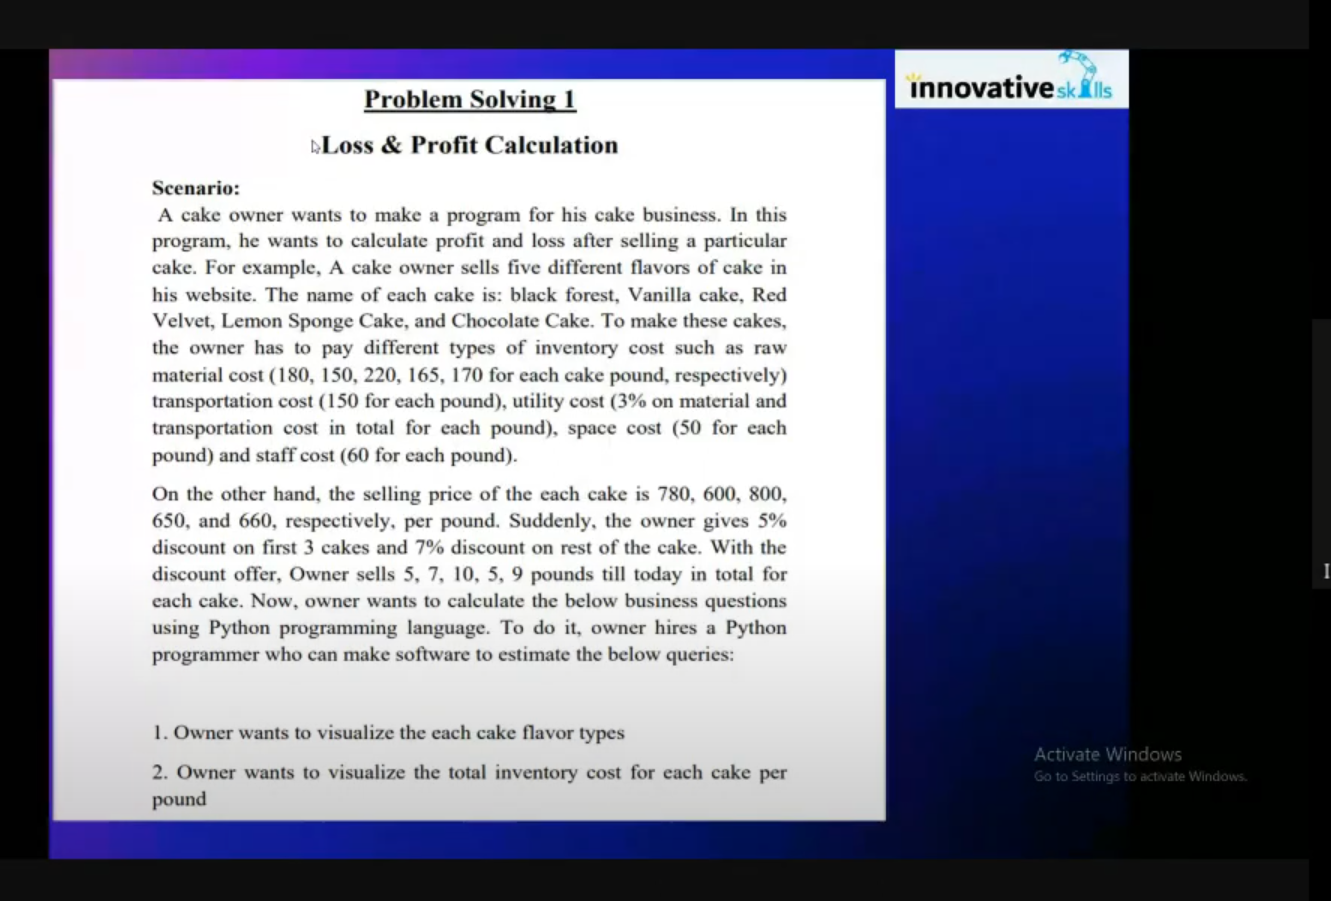 Problem Solving 1
Loss & Profit Calculation
Scenario:
A cake owner wants to make a program for his cake business. In this
program, he wants to calculate profit and loss after selling a particular
cake. For example, A cake owner sells five different flavors of cake in
his website. The name of each cake is: black forest, Vanilla cake, Red
Velvet, Lemon Sponge Cake, and Chocolate Cake. To make these cakes,
the owner has to pay different types of inventory cost such as raw
material cost (180, 150, 220, 165, 170 for each cake pound, respectively)
transportation cost (150 for each pound), utility cost (3% on material and
transportation cost in total for each pound), space cost (50 for each
pound) and staff cost (60 for each pound).
On the other hand, the selling price of the each cake is 780, 600, 800,
650, and 660, respectively, per pound. Suddenly, the owner gives 5%
discount on first 3 cakes and 7% discount on rest of the cake. With the
discount offer, Owner sells 5, 7, 10, 5, 9 pounds till today in total for
each cake. Now, owner wants to calculate the below business questions
using Python programming language. To do it, owner hires a Python
programmer who can make software to estimate the below queries:
1. Owner wants to visualize the each cake flavor types
2. Owner wants to visualize the total inventory cost for each cake per
pound
innovative skills
Activate Windows
Go to Settings to activate Windows.
I